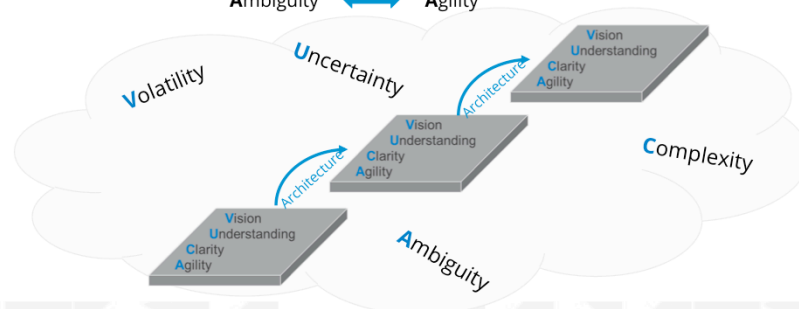 Ambiguity Agility
Volatility
Uncertainty
Complexity
Ambiguity
Vision
Understanding
Clarity
Agility
Architecture
Vision
Understanding
Clarity
Agility
Architecture
Vision
Understanding
Clarity
Agility